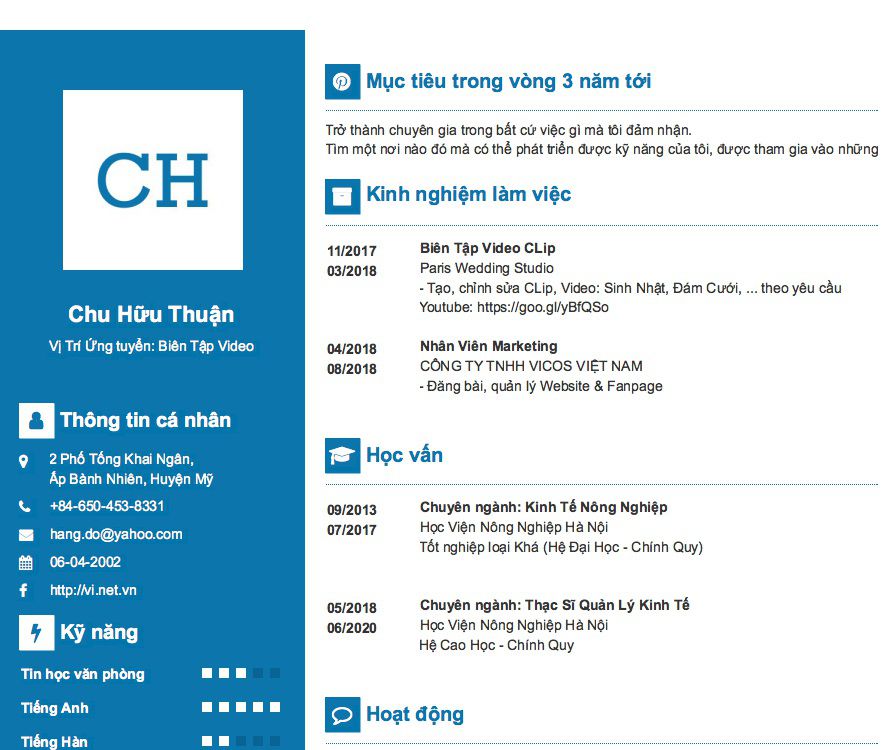 CH
Chu Hữu Thuận
Vị Trí Ứng tuyển: Biên Tập Video
Thông tin cá nhân
2 Phố Tống Khai Ngân,
Ấp Bành Nhiên, Huyện Mỹ
+84-650-453-8331
hang.do@yahoo.com
06-04-2002
http://vi.net.vn
Kỹ năng
Tin học văn phòng
Tiếng Anh
Tiếng Hàn
Mục tiêu trong vòng 3 năm tới
Trở thành chuyên gia trong bất cứ việc gì mà tôi đảm nhận.
Tìm một nơi nào đó mà có thể phát triển được kỹ năng của tôi, được tham gia vào những
Kinh nghiệm làm việc
11/2017 Biên Tập Video CLip
03/2018 Paris Wedding Studio
- Tạo, chỉnh sửa CLip, Video: Sinh Nhật, Đám Cưới, ... theo yêu cầu
Youtube: https://goo.gl/yBfQSo
04/2018 Nhân Viên Marketing
08/2018 CÔNG TY TNHH VICOS VIỆT NAM
- Đăng bài, quản lý Website & Fanpage
Học vấn
09/2013 Chuyên ngành: Kinh Tế Nông Nghiệp
07/2017 Học Viện Nông Nghiệp Hà Nội
Tốt nghiệp loại Khá (Hệ Đại Học - Chính Quy)
05/2018 Chuyên ngành: Thạc Sĩ Quản Lý Kinh Tế
06/2020 Học Viện Nông Nghiệp Hà Nội
Hệ Cao Học - Chính Quy
Hoạt động